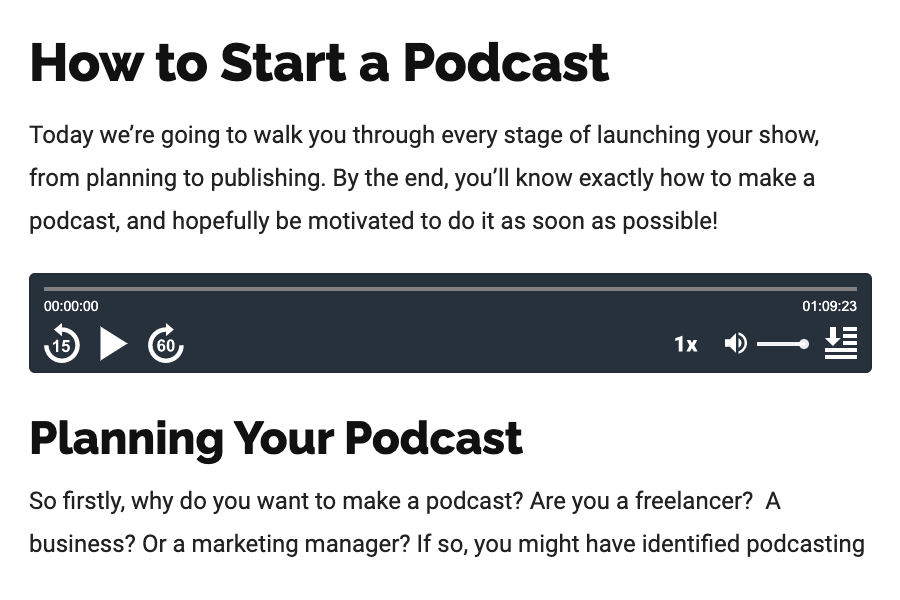 How to Start a Podcast
Today we’re going to walk you through every stage of launching your show,
from planning to publishing. By the end, you’ll know exactly how to make a
podcast, and hopefully be motivated to do it as soon as possible!
00:00:00 01:09:23
15 60 1x
Planning Your Podcast
So firstly, why do you want to make a podcast? Are you a freelancer?  A
business? Or a marketing manager? If so, you might have identified podcasting